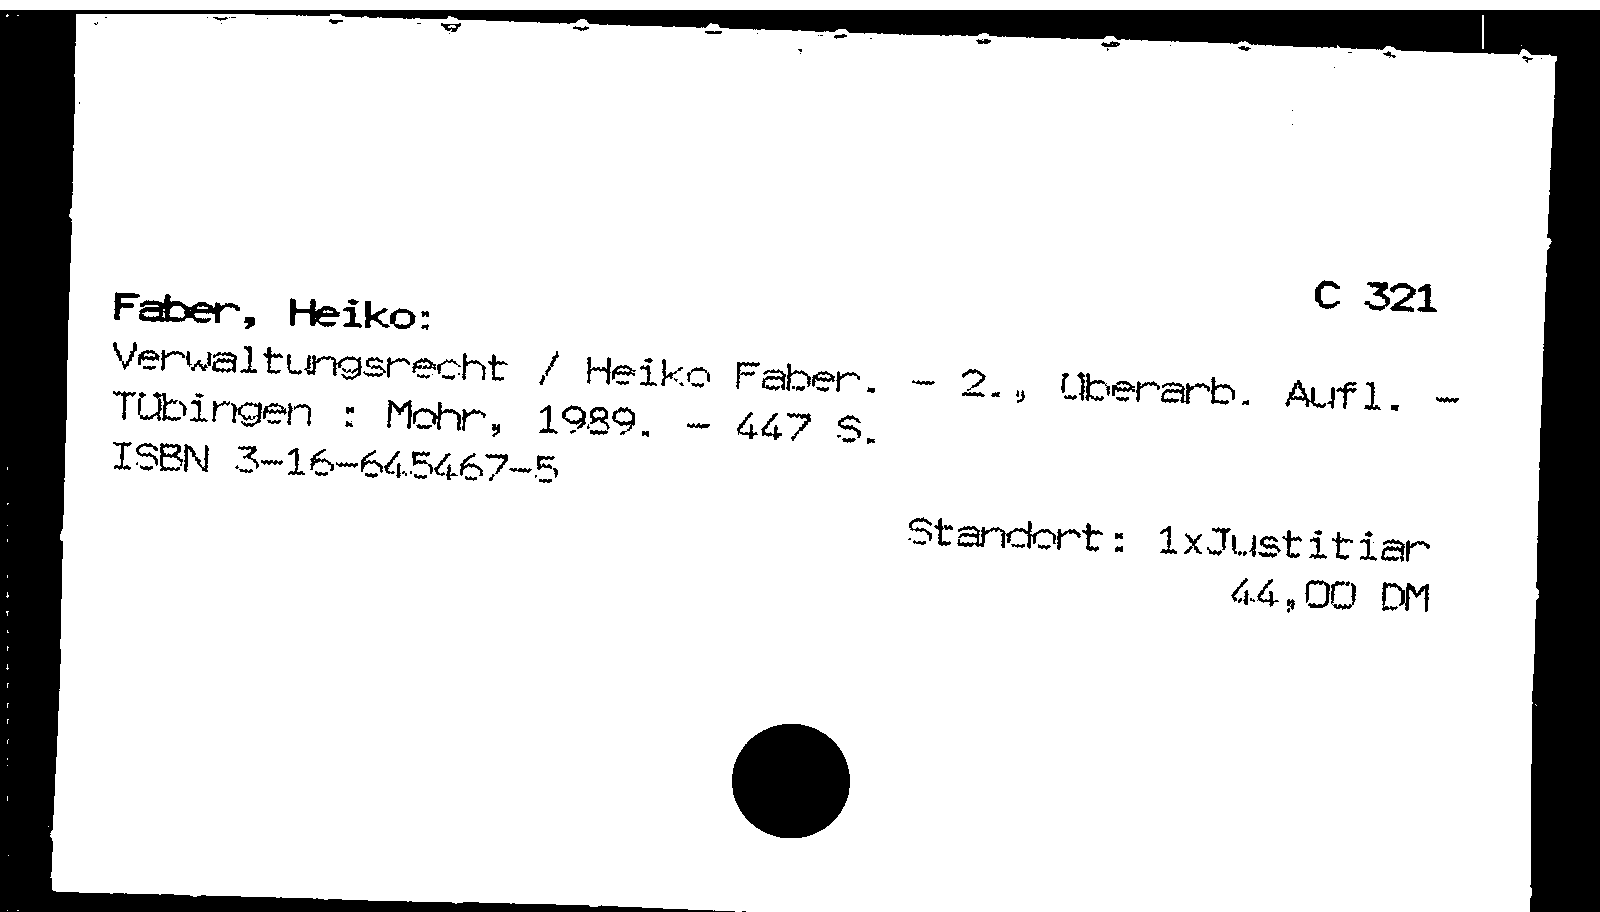 C 321
Faber, Heiko:
Verwaltungsrecht / Heiko Faber. - 2., überarb. Aufl. -
Tübingen : Mohr, 1989. - 447 S.
ISBN 3-16-645467-5
Standort: 1xJustitiar
44,00 DM